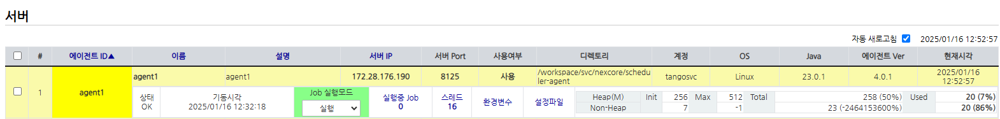 서버
자동 새로고침 2025/01/16 12:52:57
# 에이전트 ID▲ 이름 설명 서버 IP 서버 Port 사용여부 디렉토리 계정 OS Java 에이전트 Ver 현재시각
1 agent1 agent1 agent1 172.28.176.190 8125 사용 /workspace/svc/nexcore/schedu
ler-agent tangosvc Linux 23.0.1 4.0.1 2025/01/16
12:52:57
상태
OK
기동시각
2025/01/16 12:32:18
Job 실행모드
실행
실행중 Job
0
스레드
16
환경변수
설정파일
Heap(M) Init 256 Max 512 Total 258 (50%) Used 20 (7%)
Non-Heap 7 -1 23 (-2464153600%) 20 (86%)